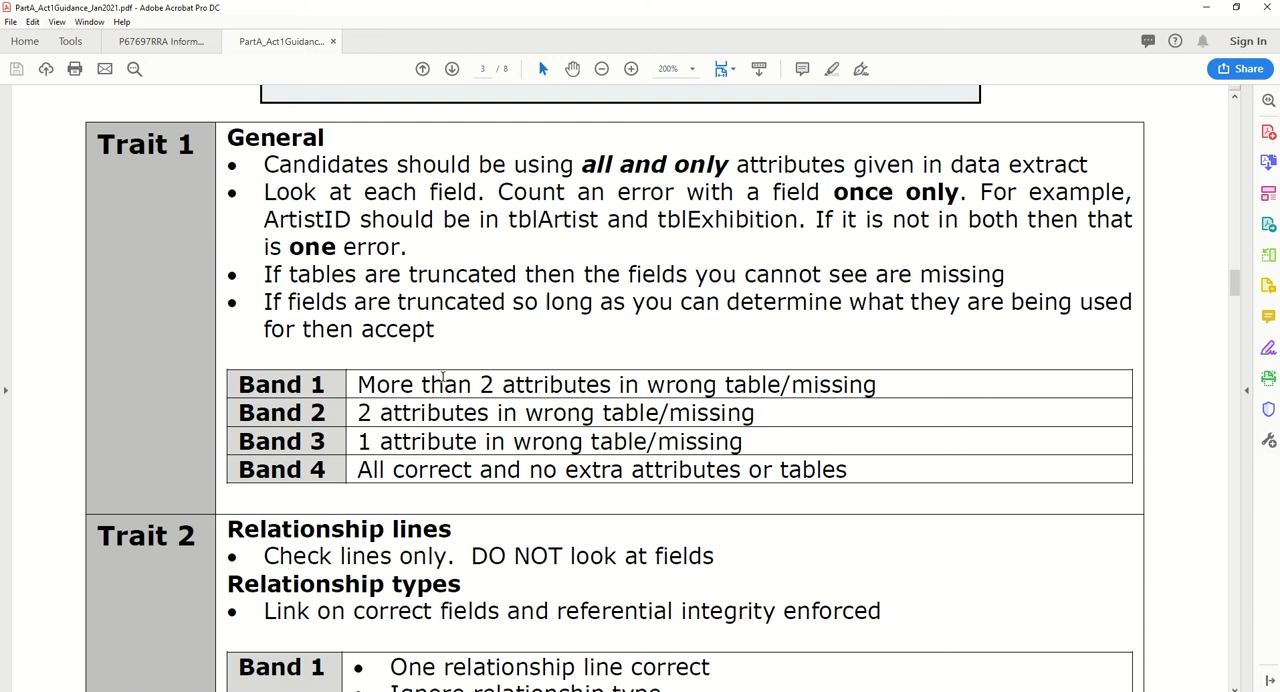 PartA_Act1Guidance_Jan2021.pdf - Adobe Acrobat Pro DC
File Edit View Window Help
Home Tools P67697RRA Inform... PartA_Act1Guidanc... × Sign In
3 / 8 200% Share
Trait 1
General
• Candidates should be using all and only attributes given in data extract
• Look at each field. Count an error with a field once only. For example,
ArtistID should be in tblArtist and tblExhibition. If it is not in both then that
is one error.
• If tables are truncated then the fields you cannot see are missing
• If fields are truncated so long as you can determine what they are being used
for then accept
Band 1 More than 2 attributes in wrong table/missing
Band 2 2 attributes in wrong table/missing
Band 3 1 attribute in wrong table/missing
Band 4 All correct and no extra attributes or tables
Trait 2
Relationship lines
• Check lines only. DO NOT look at fields
Relationship types
• Link on correct fields and referential integrity enforced
Band 1 • One relationship line correct
• Ignore relationship type